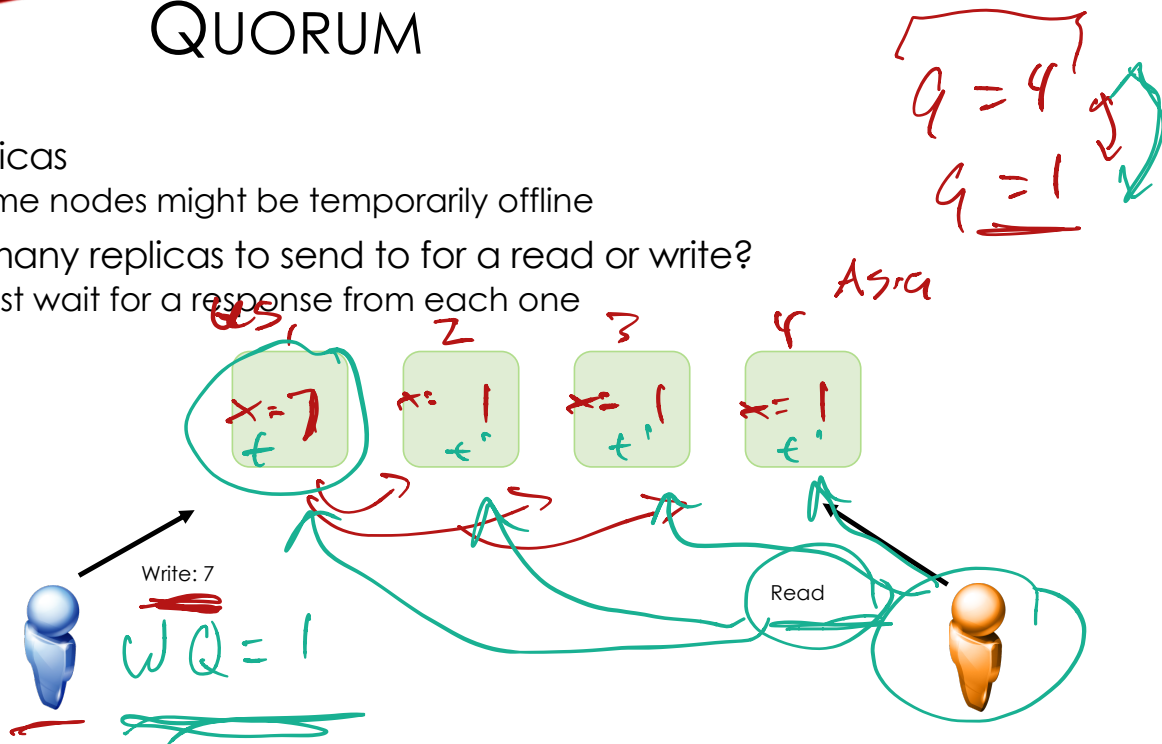 QUORUM
q = 4
icas
me nodes might be temporarily offline
q = 1
many replicas to send to for a read or write?
st wait for a response from each one
Asia
1 2 3 4
x=7 x= 1 x= 1 x= 1
t t' t' t'
Write: 7
Read
WQ = 1